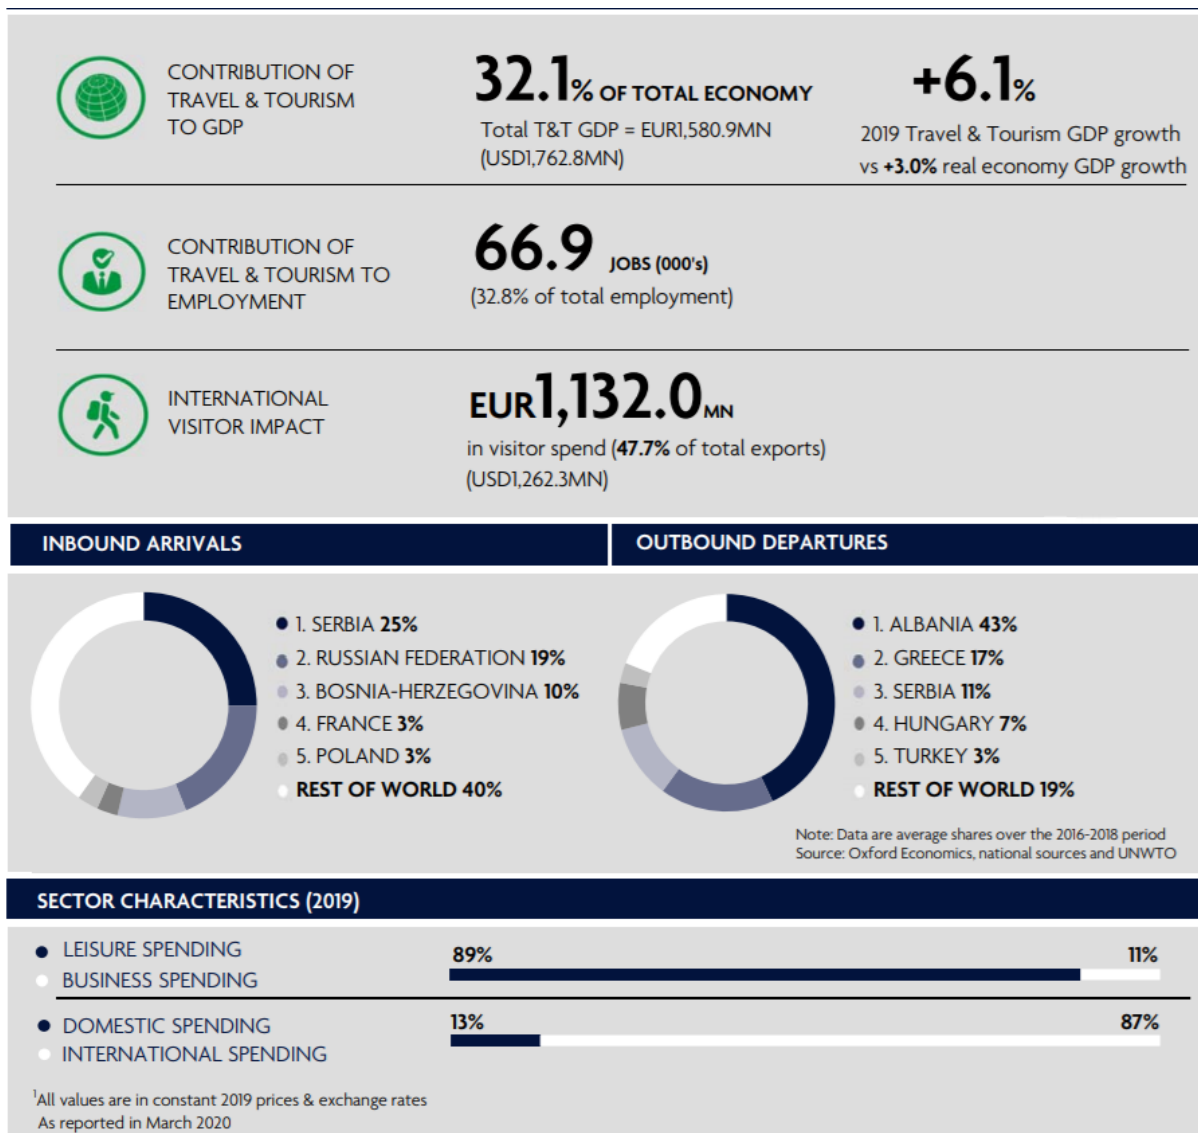 CONTRIBUTION OF
TRAVEL & TOURISM
TO GDP
32.1% OF TOTAL ECONOMY
Total T&T GDP = EUR1,580.9MN
(USD1,762.8MN)
+6.1%
2019 Travel & Tourism GDP growth
vs +3.0% real economy GDP growth
CONTRIBUTION OF
TRAVEL & TOURISM TO
EMPLOYMENT
66.9 JOBS (000's)
(32.8% of total employment)
INTERNATIONAL
VISITOR IMPACT
EUR1,132.0MN
in visitor spend (47.7% of total exports)
(USD1,262.3MN)
INBOUND ARRIVALS
1. SERBIA 25%
2. RUSSIAN FEDERATION 19%
3. BOSNIA-HERZEGOVINA 10%
4. FRANCE 3%
5. POLAND 3%
REST OF WORLD 40%
OUTBOUND DEPARTURES
1. ALBANIA 43%
2. GREECE 17%
3. SERBIA 11%
4. HUNGARY 7%
5. TURKEY 3%
REST OF WORLD 19%
Note: Data are average shares over the 2016-2018 period
Source: Oxford Economics, national sources and UNWTO
SECTOR CHARACTERISTICS (2019)
LEISURE SPENDING
BUSINESS SPENDING
89% 11%
DOMESTIC SPENDING
INTERNATIONAL SPENDING
13% 87%
¹All values are in constant 2019 prices & exchange rates
As reported in March 2020